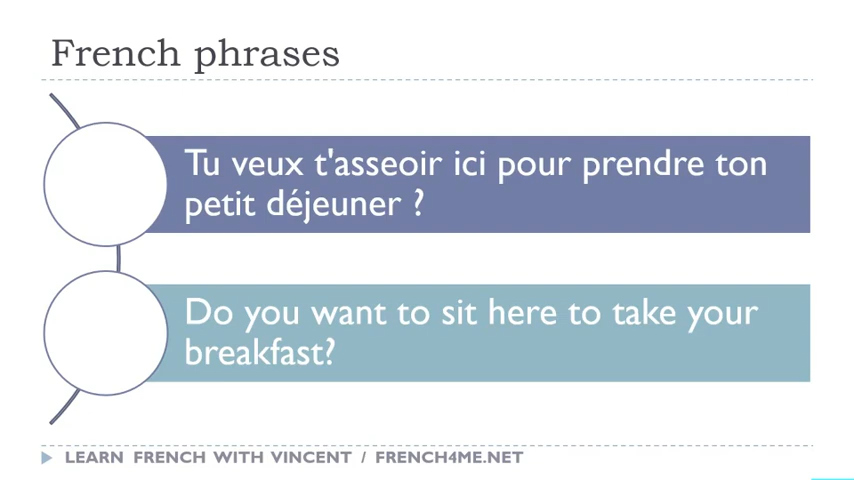 French phrases
Tu veux t'asseoir ici pour prendre ton
petit déjeuner ?
Do you want to sit here to take your
breakfast?
LEARN FRENCH WITH VINCENT / FRENCH4ME.NET